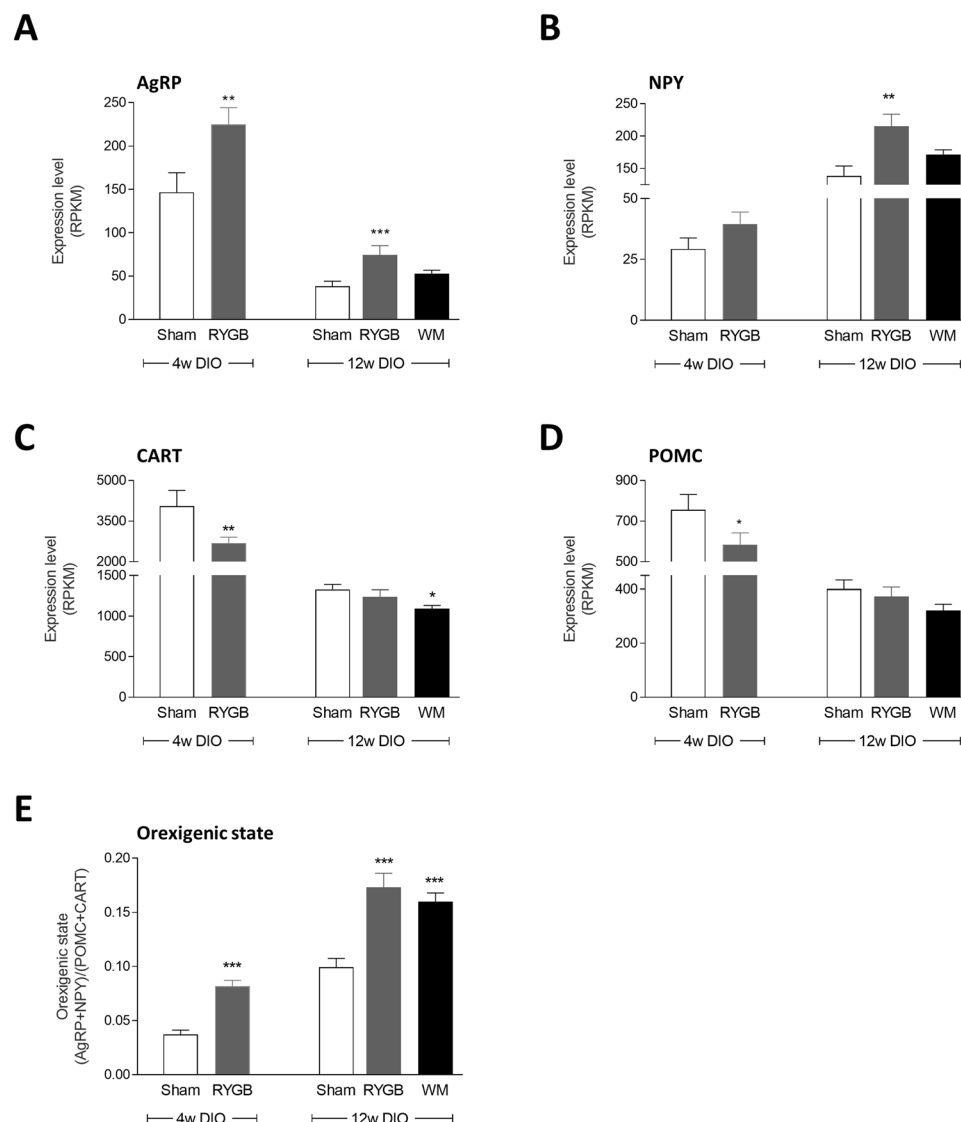 A
AgRP
Expression level
(RPKM)
250
200
150
100
50
0
**
***
Sham RYGB Sham RYGB WM
4w DIO 12w DIO
B
NPY
Expression level
(RPKM)
250
200
150
50
25
0
**
Sham RYGB Sham RYGB WM
4w DIO 12w DIO
C
CART
Expression level
(RPKM)
5000
4000
3000
2000
1500
1000
500
0
**
*
Sham RYGB Sham RYGB WM
4w DIO 12w DIO
D
POMC
Expression level
(RPKM)
900
700
500
400
200
0
*
Sham RYGB Sham RYGB WM
4w DIO 12w DIO
E
Orexigenic state
Orexigenic state
(AgRP+NPY)/(POMC+CART)
0.20
0.15
0.10
0.05
0.00
***
***
***
Sham RYGB Sham RYGB WM
4w DIO 12w DIO